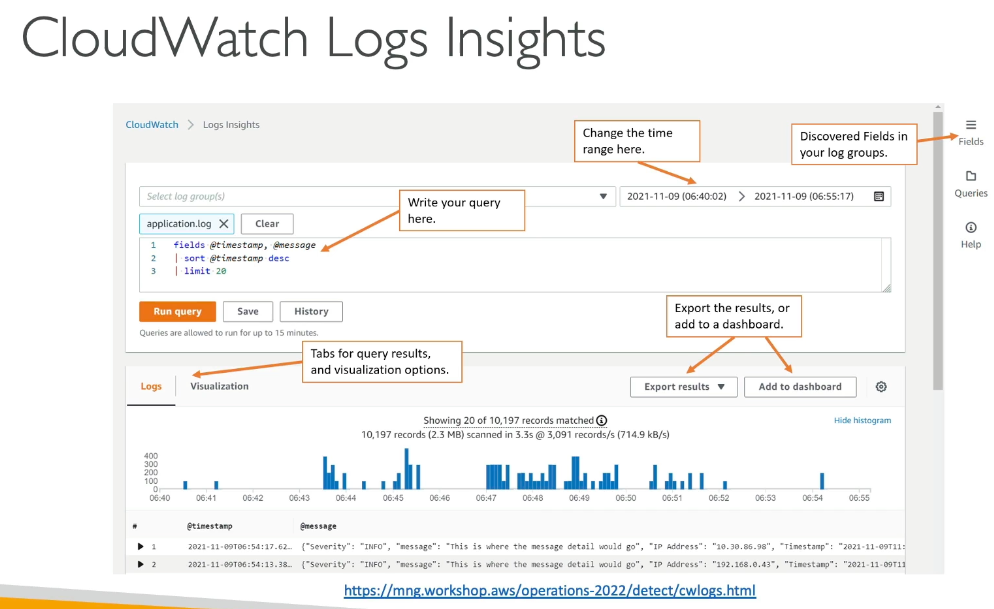 CloudWatch Logs Insights
CloudWatch > Logs Insights
Change the time
range here.
Discovered Fields in
your log groups.
Fields
Queries
Help
Select log group(s)
2021-11-09 (06:40:02) > 2021-11-09 (06:55:17)
Write your query
here.
application.log X Clear
1 fields @timestamp, @message
2 | sort @timestamp desc
3 | limit 20
Run query Save History
Queries are allowed to run for up to 15 minutes.
Export the results, or
add to a dashboard.
Tabs for query results,
and visualization options.
Logs Visualization Export results Add to dashboard
Showing 20 of 10,197 records matched
10,197 records (2.3 MB) scanned in 3.3s @ 3,091 records/s (714.9 kB/s)
Hide histogram
400
300
200
100
0
06:40 06:41 06:42 06:43 06:44 06:45 06:46 06:47 06:48 06:49 06:50 06:51 06:52 06:53 06:54 06:55
# @timestamp @message
1 2021-11-09T06:54:17.62… {"Severity": "INFO", "message": "This is where the message detail would go", "IP Address": "10.30.86.98", "Timestamp": "2021-11-09T11:
2 2021-11-09T06:54:13.38… {"Severity": "INFO", "message": "This is where the message detail would go", "IP Address": "192.168.0.43", "Timestamp": "2021-11-09T11
https://mng.workshop.aws/operations-2022/detect/cwlogs.html